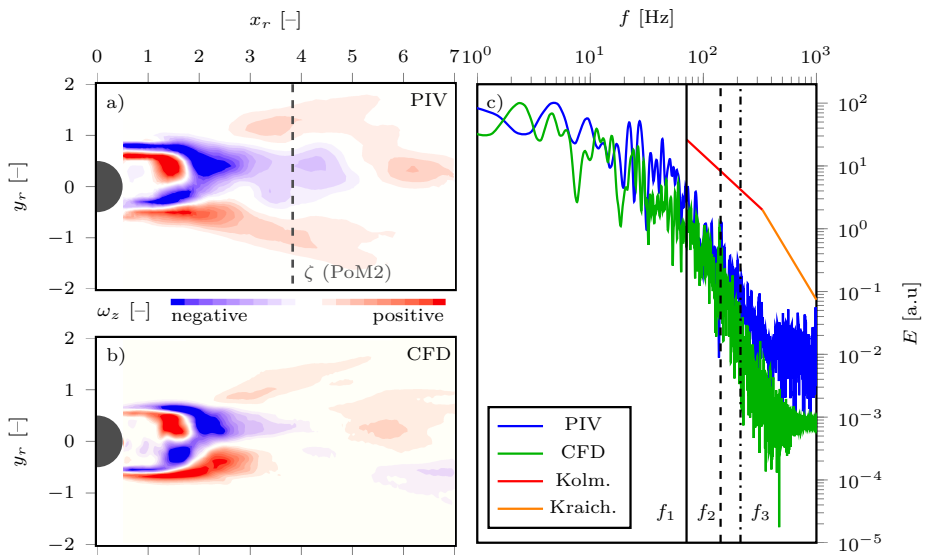 x_r [–]
0 1 2 3 4 5 6 7
2
1
0
−1
−2
y_r [–]
a)
PIV
ζ (PoM2)
ω_z [–]
negative
positive
2
1
0
−1
−2
y_r [–]
b)
CFD
f [Hz]
10^0 10^1 10^2 10^3
c)
10^2
10^1
10^0
10^−1
10^−2
10^−3
10^−4
10^−5
E [a.u]
PIV
CFD
Kolm.
Kraich.
f_1 f_2 f_3